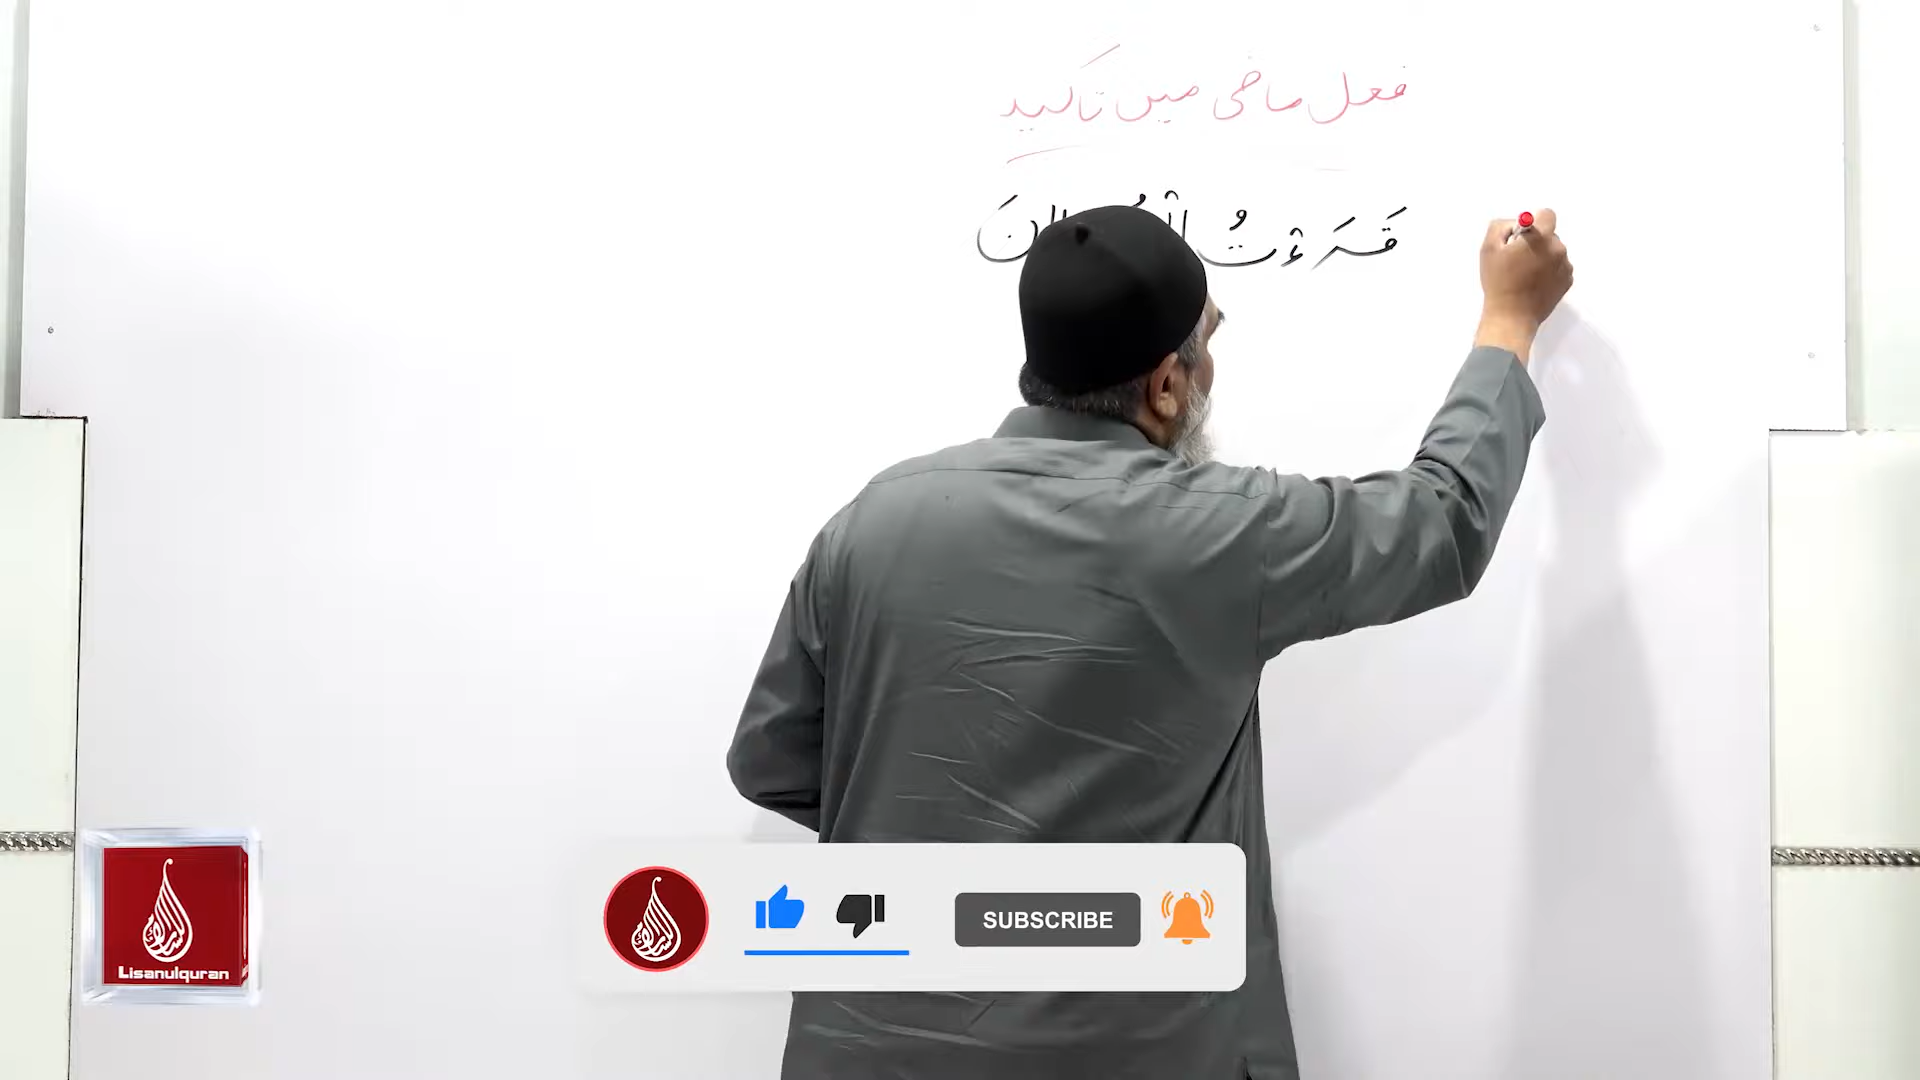 فعل ماضی میں تاکید
قَرَءْتُ
SUBSCRIBE
Lisanulquran